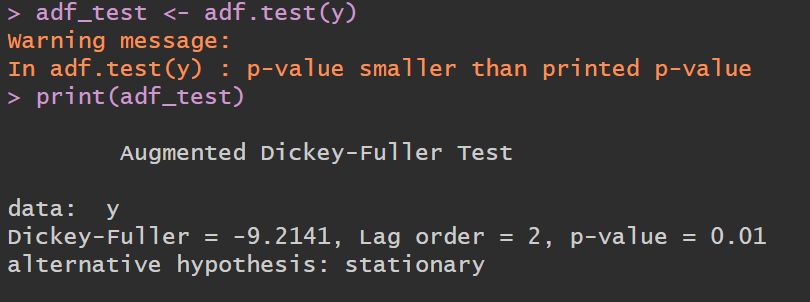 > adf_test <- adf.test(y)
Warning message:
In adf.test(y) : p-value smaller than printed p-value
> print(adf_test)
Augmented Dickey-Fuller Test
data:  y
Dickey-Fuller = -9.2141, Lag order = 2, p-value = 0.01
alternative hypothesis: stationary